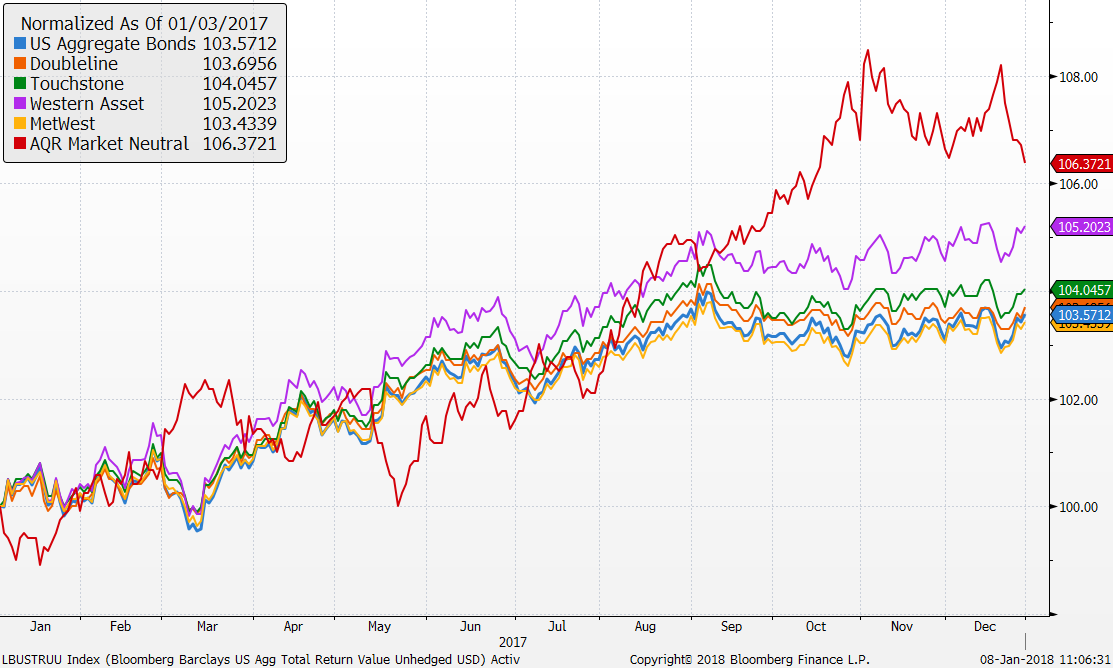 Normalized As Of 01/03/2017
US Aggregate Bonds 103.5712
Doubleline 103.6956
Touchstone 104.0457
Western Asset 105.2023
MetWest 103.4339
AQR Market Neutral 106.3721
108.00
106.3721
106.00
105.2023
104.0457
103.6956
103.5712
103.4339
102.00
100.00
Jan Feb Mar Apr May Jun Jul Aug Sep Oct Nov Dec
2017
LBUSTRUU Index (Bloomberg Barclays US Agg Total Return Value Unhedged USD) Activ Copyright© 2018 Bloomberg Finance L.P. 08-Jan-2018 11:06:31